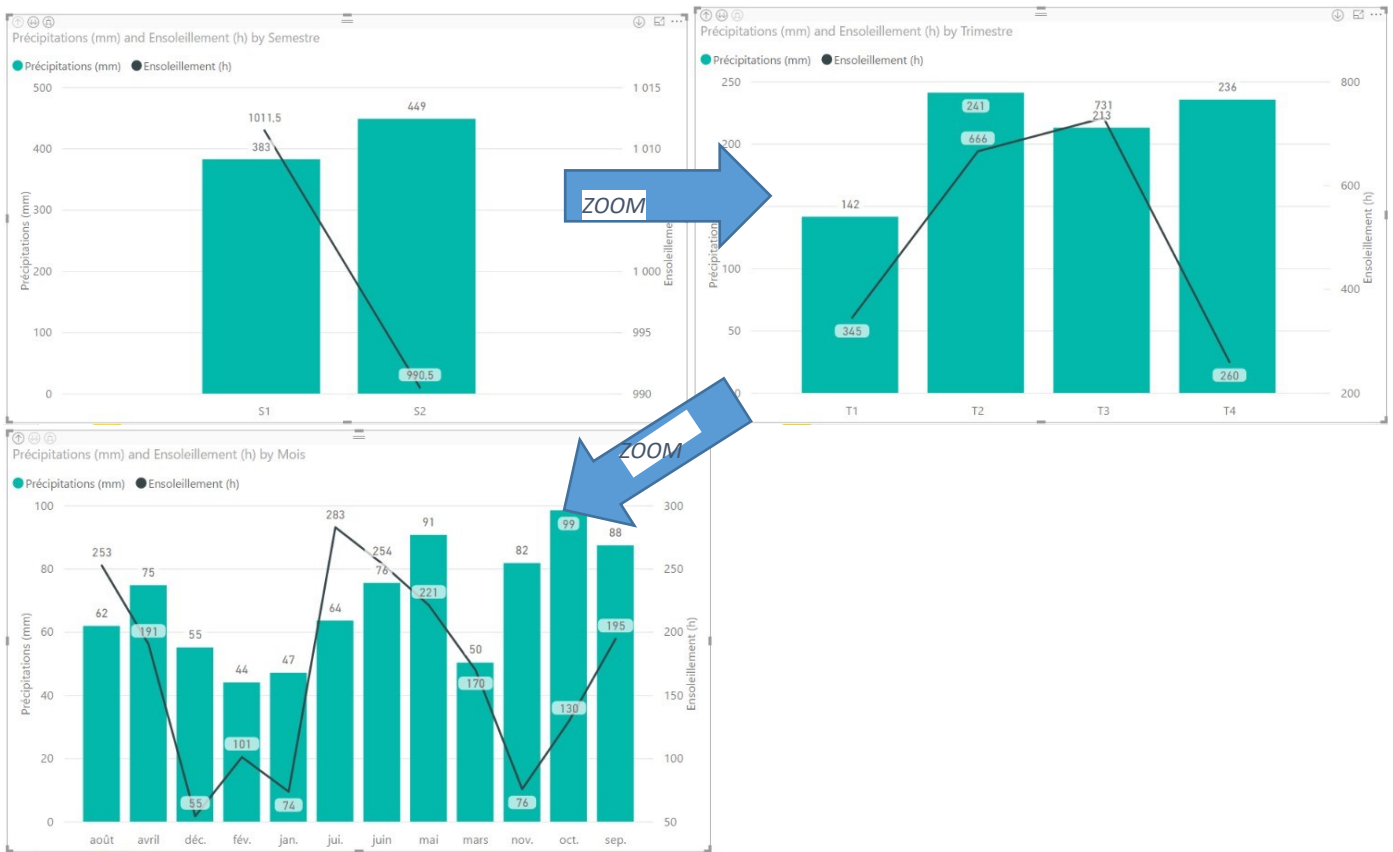 Précipitations (mm) and Ensoleillement (h) by Semestre
Précipitations (mm) Ensoleillement (h)
500 1 015
449
1011.5
383
400 1 010
300
200 1 000
100 995
990.5
0 990
S1 S2
Précipitations (mm)
ZOOM
Précipitations (mm) and Ensoleillement (h) by Trimestre
Précipitations (mm) Ensoleillement (h)
250 800
236
241
731
213
666
200
142
600
100
400
50
345
260
200
T1 T2 T3 T4
Ensoleillement (h)
ZOOM
Précipitations (mm) and Ensoleillement (h) by Mois
Précipitations (mm) Ensoleillement (h)
100 300
283
91
99
88
253
254
82
80 250
75
76
221
62
64
60 200
191
55
195
50
47
44
170
40 150
130
101
20 100
55
74
76
0 50
août avril déc. fév. jan. jui. juin mai mars nov. oct. sep.
Précipitations (mm)
Ensoleillement (h)